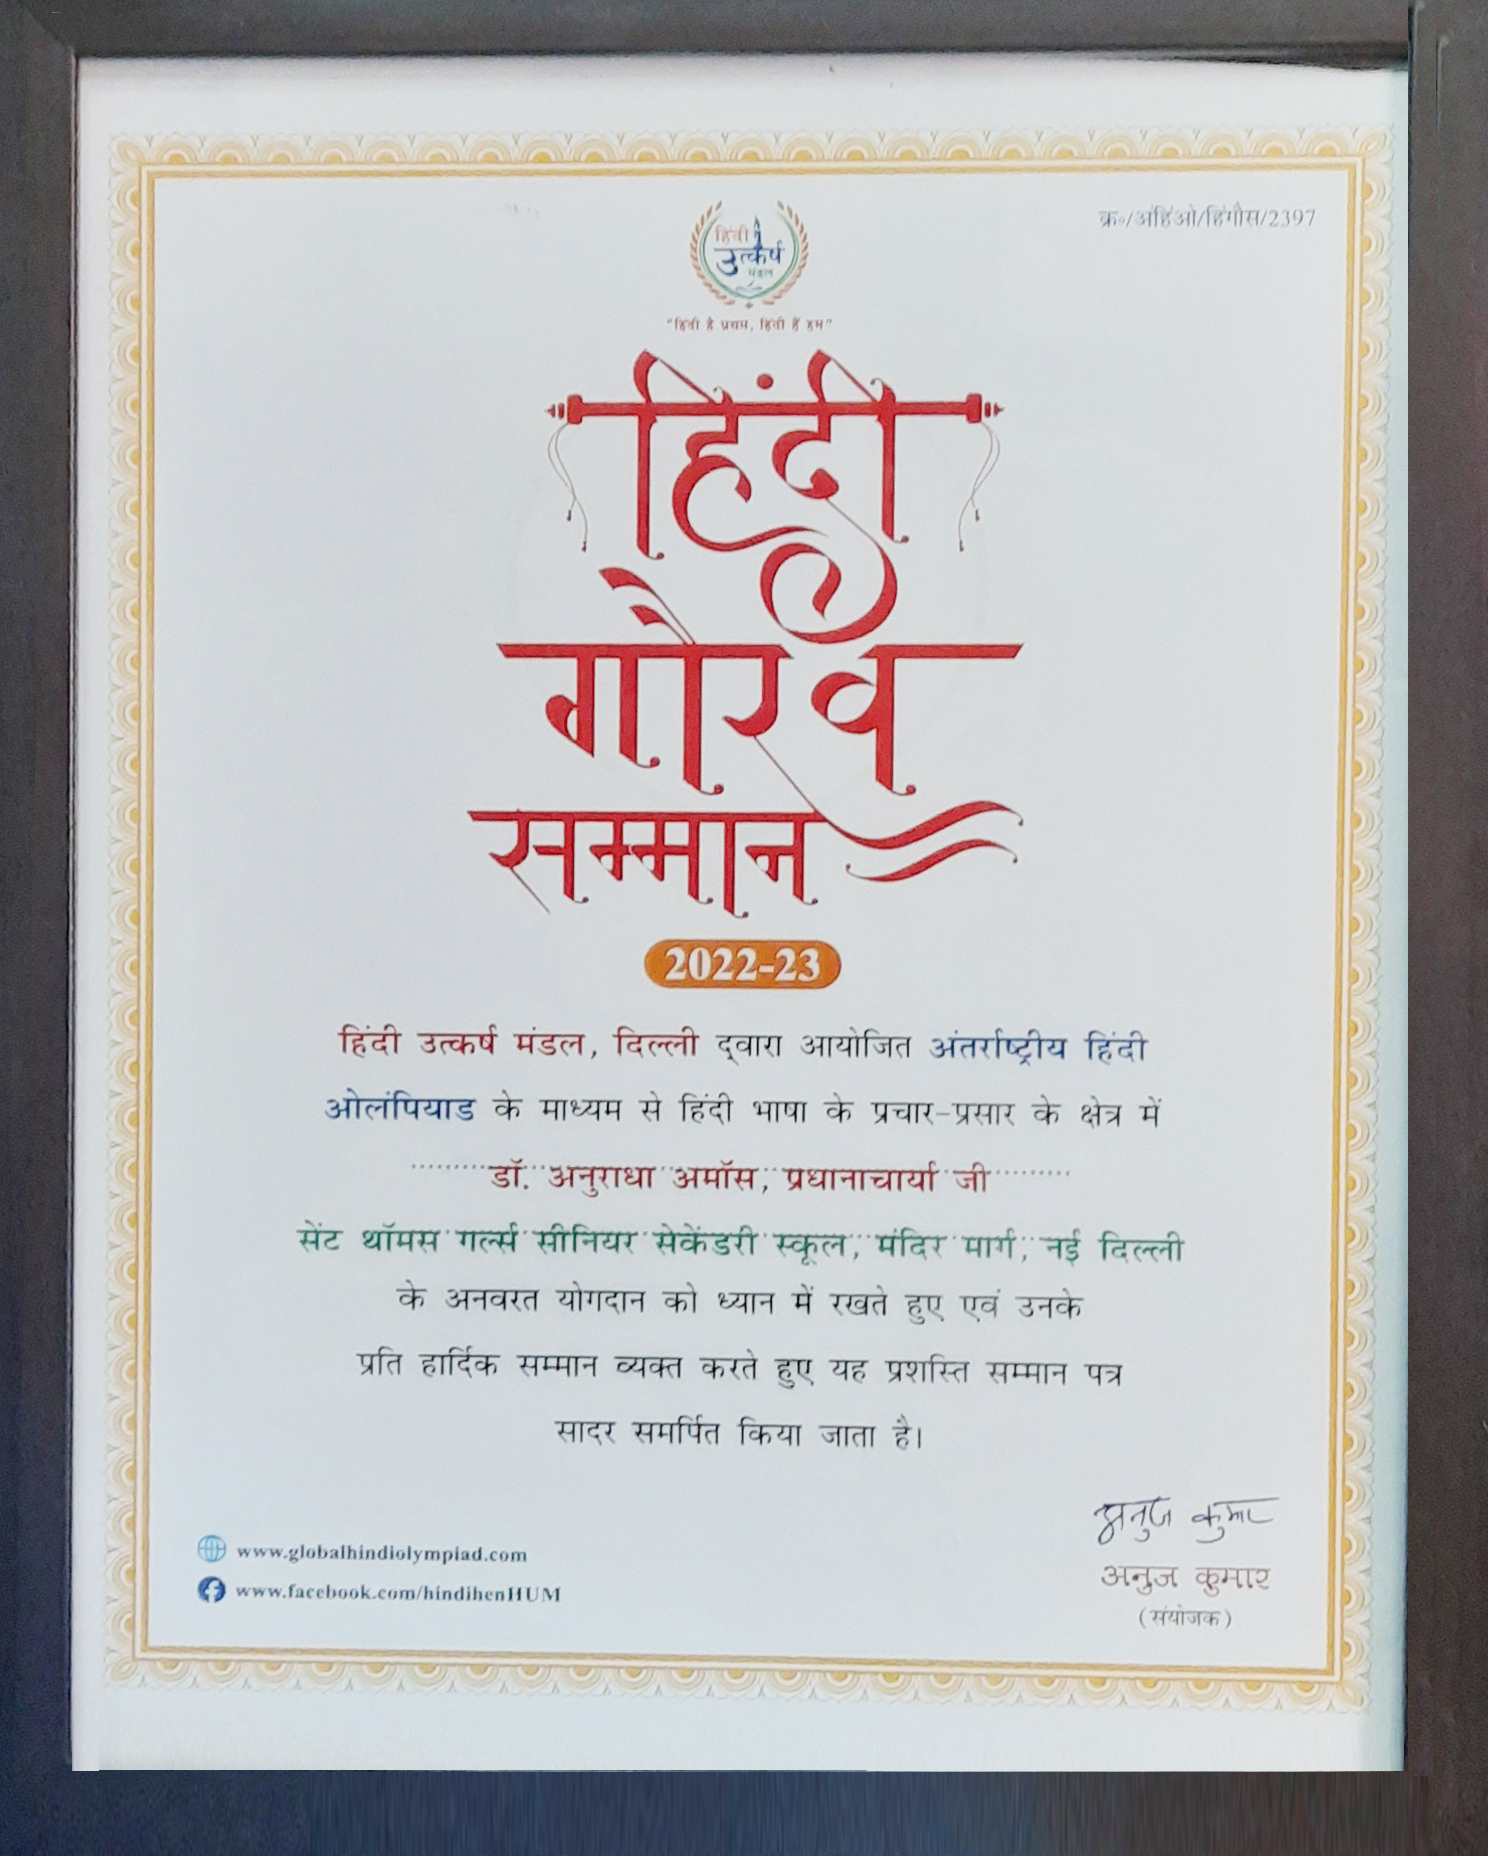 क्र॰/अंहिंओ/हिंगौस/2397
हिंदी
उत्कर्ष
मंडल
"हिंदी है प्रथम, हिंदी हैं हम"
हिंदी
गौरव
सम्मान
2022-23
हिंदी उत्कर्ष मंडल, दिल्ली द्वारा आयोजित अंतर्राष्ट्रीय हिंदी
ओलंपियाड के माध्यम से हिंदी भाषा के प्रचार-प्रसार के क्षेत्र में
डॉ. अनुराधा अमॉस, प्रधानाचार्या जी
सेंट थॉमस गर्ल्स सीनियर सेकेंडरी स्कूल, मंदिर मार्ग, नई दिल्ली
के अनवरत योगदान को ध्यान में रखते हुए एवं उनके
प्रति हार्दिक सम्मान व्यक्त करते हुए यह प्रशस्ति सम्मान पत्र
सादर समर्पित किया जाता है।
अनुज कुमार
www.globalhindiolympiad.com
अनुज कुमार
www.facebook.com/hindihenHUM
(संयोजक)